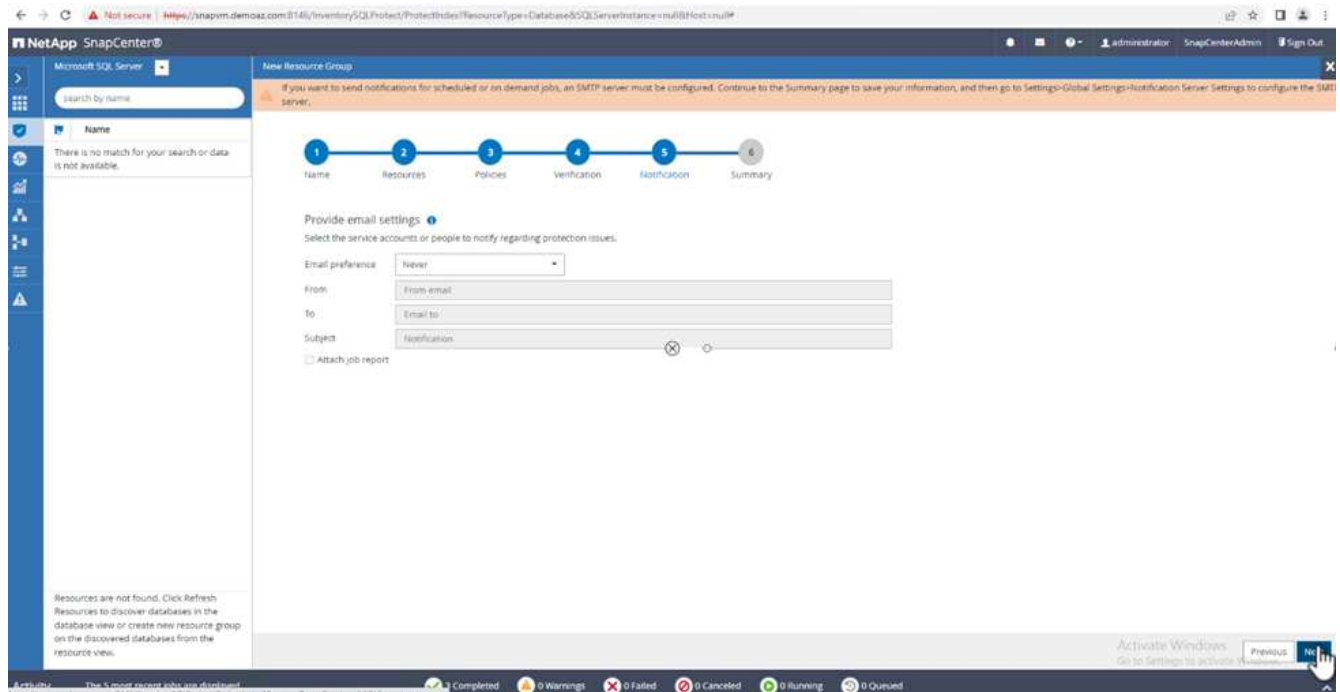 Not secure https://snapvm.demoaz.com:8146/InventorySQLProtect/ProtectIndex?ResourceType=Database&SQLServerInstance=null&Host=null#
NetApp SnapCenter®
administrator SnapCenterAdmin Sign Out
Microsoft SQL Server
New Resource Group
search by name
If you want to send notifications for scheduled or on demand jobs, an SMTP server must be configured. Continue to the Summary page to save your information, and then go to Settings>Global Settings>Notification Server Settings to configure the SMTP
server.
Name
There is no match for your search or data
is not available.
1 2 3 4 5 6
Name Resources Policies Verification Notification Summary
Provide email settings
Select the service accounts or people to notify regarding protection issues.
Email preference Never
From From email
To Email to
Subject Notification
Attach job report
Resources are not found. Click Refresh
Resources to discover databases in the
database view or create new resource group
on the discovered databases from the
resource view.
Activate Windows
Go to Settings to activate
Previous
Activity The 5 most recent jobs are displayed
3 Completed 0 Warnings 0 Failed 0 Canceled 0 Running 0 Queued